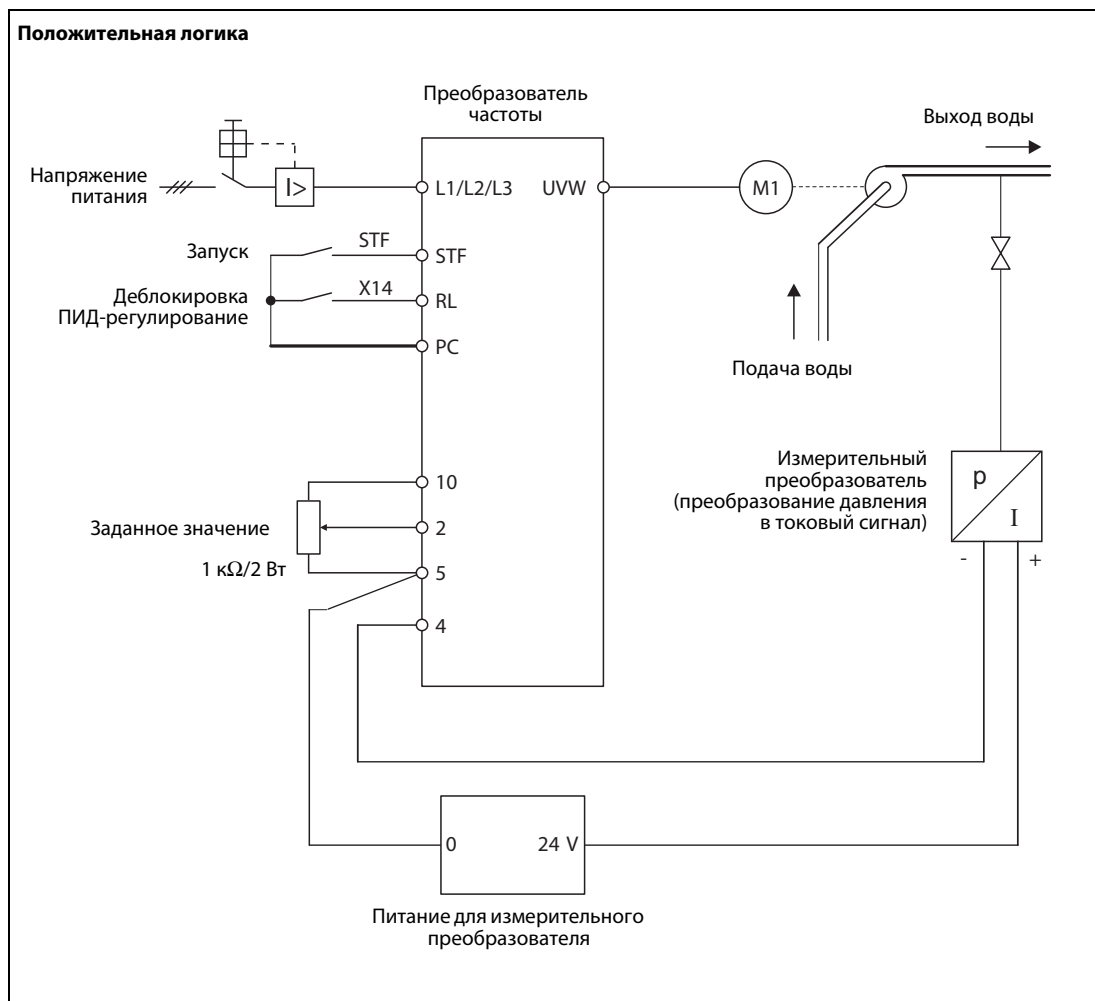 Положительная логика
Преобразователь
частоты
Выход воды
Напряжение
питания
I>
L1/L2/L3
UVW
M1
Запуск
STF
STF
Деблокировка
ПИД-регулирование
X14
RL
PC
Подача воды
Измерительный
преобразователь
(преобразование давления
в токовый сигнал)
p
I
-
+
10
Заданное значение
2
1 кΩ/2 Вт
5
4
0
24 V
Питание для измерительного
преобразователя